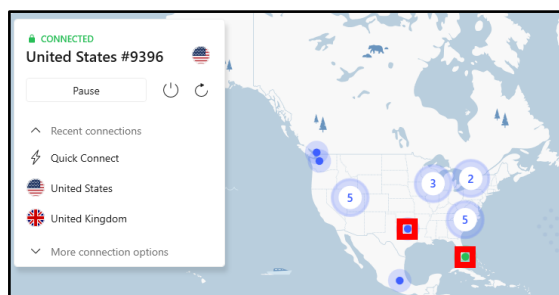 CONNECTED
United States #9396
Pause
Recent connections
Quick Connect
United States
United Kingdom
More connection options
5
3
2
5